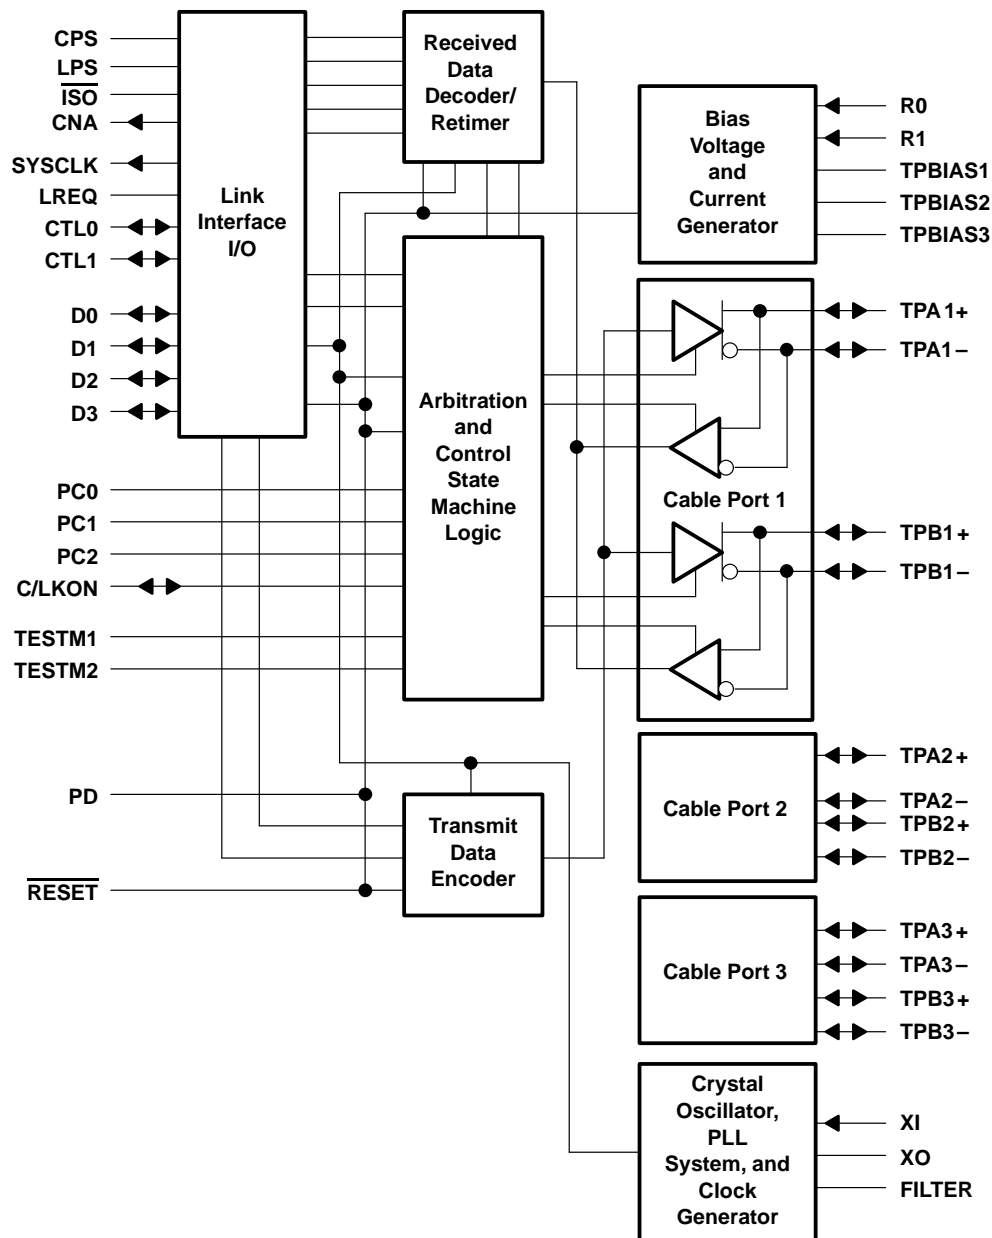 CPS
LPS
ISO
CNA
SYSCLK
LREQ
CTL0
CTL1
D0
D1
D2
D3
PC0
PC1
PC2
C/LKON
TESTM1
TESTM2
PD
RESET
Link
Interface
I/O
Received
Data
Decoder/
Retimer
Arbitration
and
Control
State
Machine
Logic
Transmit
Data
Encoder
Bias
Voltage
and
Current
Generator
Cable Port 1
Cable Port 2
Cable Port 3
Crystal
Oscillator,
PLL
System, and
Clock
Generator
R0
R1
TPBIAS1
TPBIAS2
TPBIAS3
TPA1+
TPA1–
TPB1+
TPB1–
TPA2+
TPA2–
TPB2+
TPB2–
TPA3+
TPA3–
TPB3+
TPB3–
XI
XO
FILTER